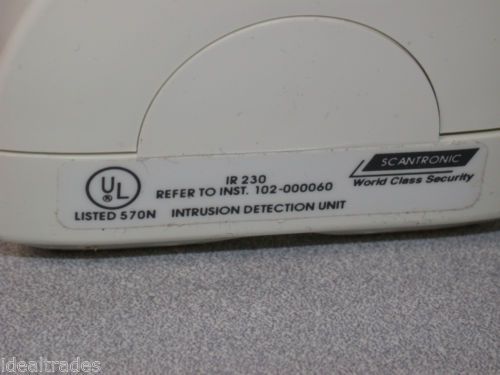 UL
®
LISTED 570N
IR 230
REFER TO INST. 102-000060
INTRUSION DETECTION UNIT
SCANTRONIC
World Class Security
idealtrades